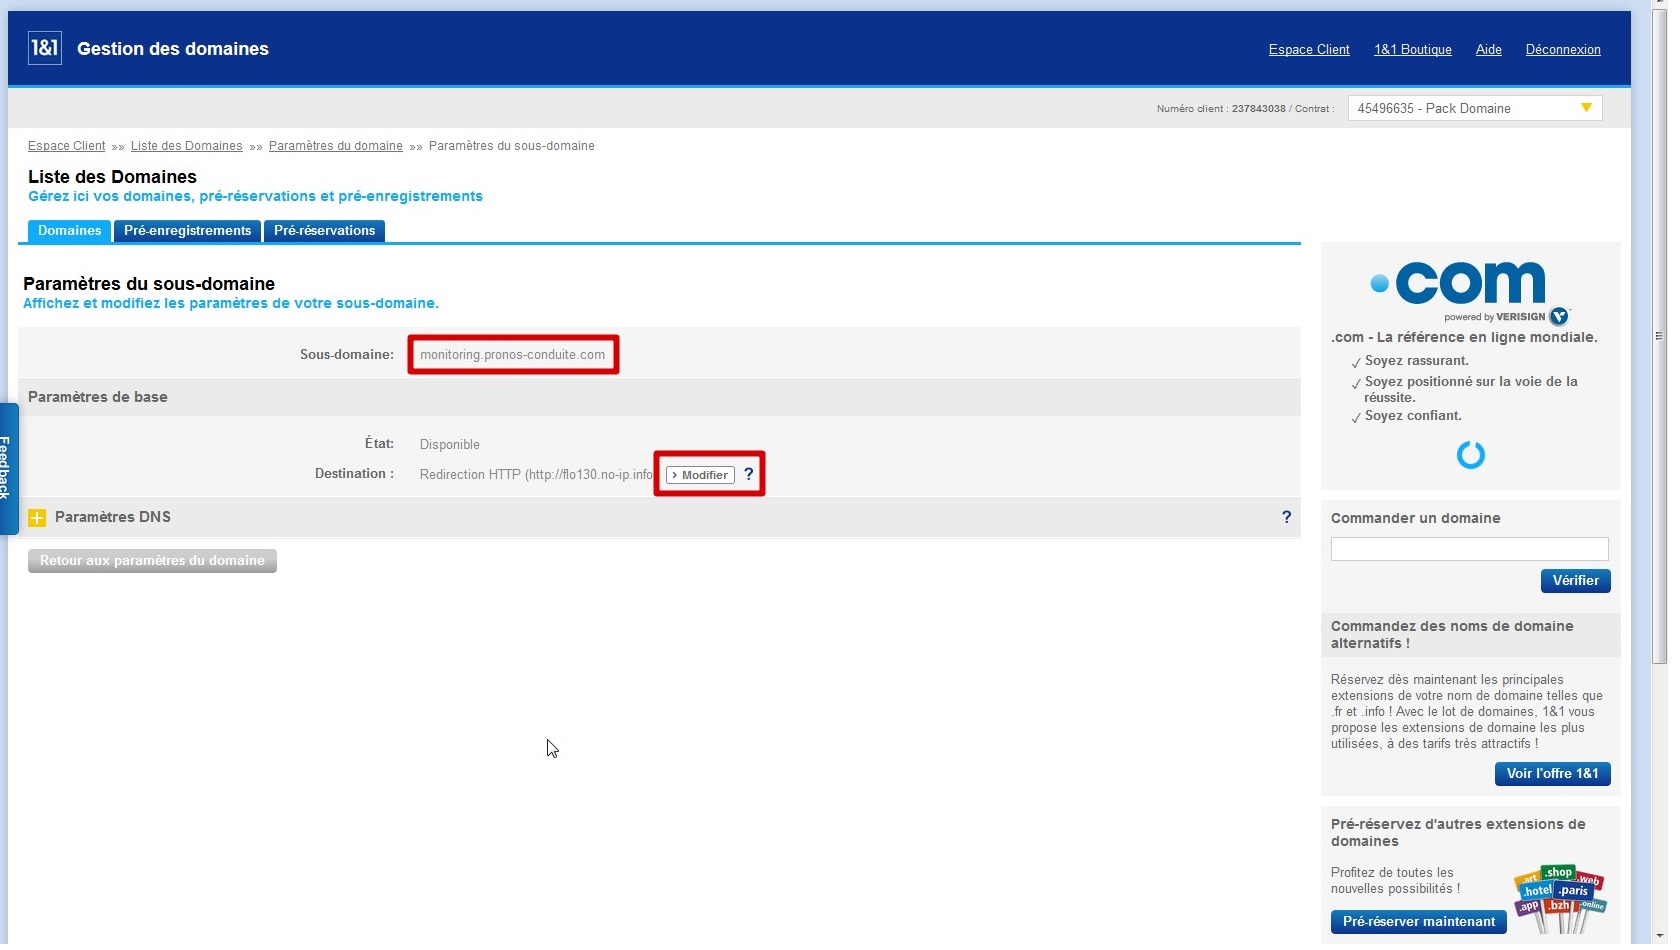 1&1 Gestion des domaines
Espace Client 1&1 Boutique Aide Déconnexion
Numéro client : 237843038 / Contrat : 45496635 - Pack Domaine
Espace Client »» Liste des Domaines »» Paramètres du domaine »» Paramètres du sous-domaine
Liste des Domaines
Gérez ici vos domaines, pré-réservations et pré-enregistrements
Domaines Pré-enregistrements Pré-réservations
Paramètres du sous-domaine
Affichez et modifiez les paramètres de votre sous-domaine.
Sous-domaine: monitoring.pronos-conduite.com
Paramètres de base
État: Disponible
Destination : Redirection HTTP (http://flo130.no-ip.info › Modifier ?
Paramètres DNS ?
Retour aux paramètres du domaine
Feedback
.com
powered by VERISIGN
.com - La référence en ligne mondiale.
✓ Soyez rassurant.
✓ Soyez positionné sur la voie de la
réussite.
✓ Soyez confiant.
Commander un domaine
Vérifier
Commandez des noms de domaine
alternatifs !
Réservez dès maintenant les principales
extensions de votre nom de domaine telles que
.fr et .info ! Avec le lot de domaines, 1&1 vous
propose les extensions de domaine les plus
utilisées, à des tarifs très attractifs !
Voir l'offre 1&1
Pré-réservez d'autres extensions de
domaines
Profitez de toutes les
nouvelles possibilités !
.art .shop .web
.hotel .paris
.app .bzh .online
Pré-réserver maintenant